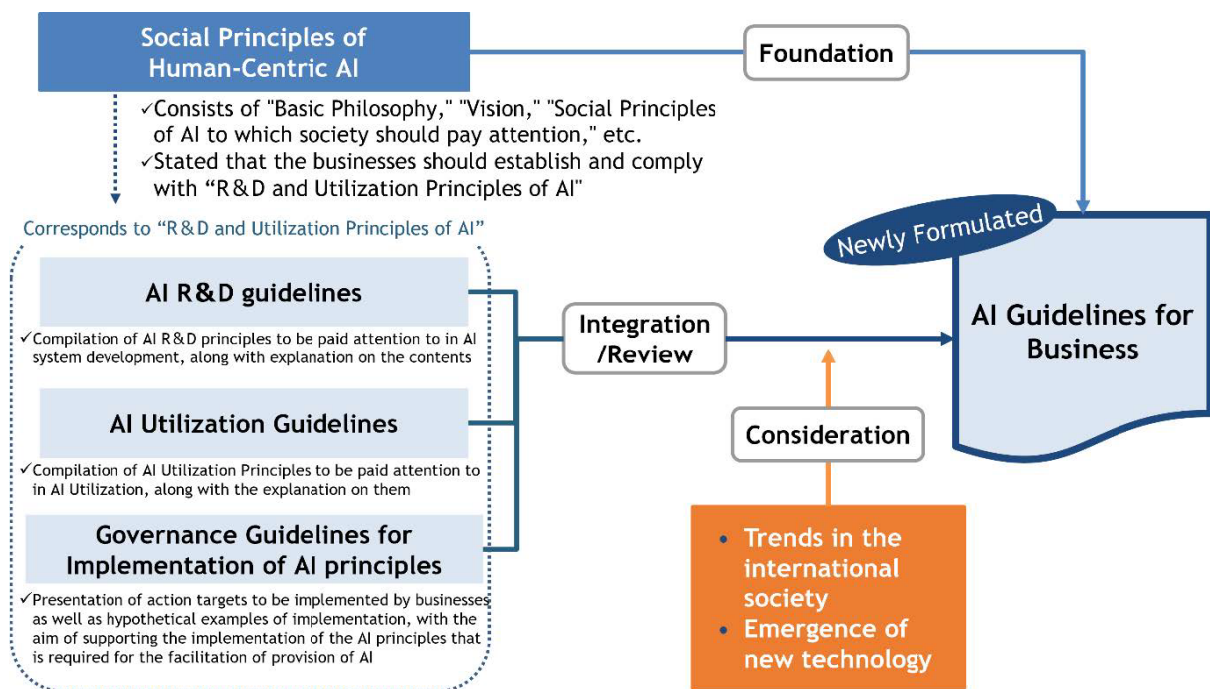 Social Principles of
Human-Centric AI
Foundation
✓Consists of "Basic Philosophy," "Vision," "Social Principles
of AI to which society should pay attention," etc.
✓Stated that the businesses should establish and comply
with “R&D and Utilization Principles of AI"
Corresponds to “R&D and Utilization Principles of AI”
AI R&D guidelines
✓Compilation of AI R&D principles to be paid attention to in AI
system development, along with explanation on the contents
AI Utilization Guidelines
✓Compilation of AI Utilization Principles to be paid attention to
in AI Utilization, along with the explanation on them
Governance Guidelines for
Implementation of AI principles
✓Presentation of action targets to be implemented by businesses
as well as hypothetical examples of implementation, with the
aim of supporting the implementation of the AI principles that
is required for the facilitation of provision of AI
Integration
/Review
Consideration
• Trends in the
international
society
• Emergence of
new technology
Newly Formulated
AI Guidelines for
Business